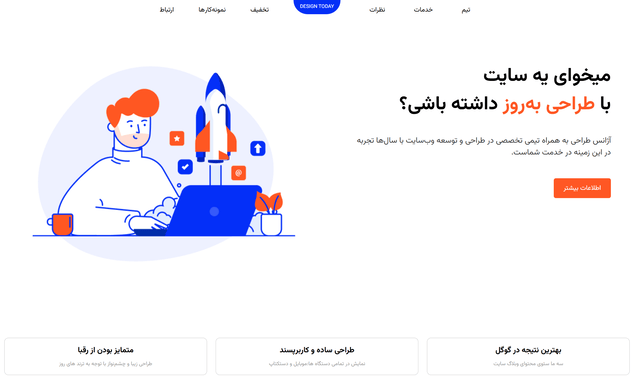 تیم
خدمات
نظرات
DESIGN TODAY
تخفیف
نمونه‌کارها
ارتباط
میخوای یه سایت
با طراحی به‌روز داشته باشی؟
آژانس طراحی به همراه تیمی تخصصی در طراحی و توسعه وب‌سایت با سال‌ها تجربه
در این زمینه در خدمت شماست.
اطلاعات بیشتر
@
بهترین نتیجه در گوگل
سه سئوی محتوای وبلاگ سایت
طراحی ساده و کاربرپسند
نمایش در تمامی دستگاه ها موبایل و دسکتاپ
متمایز بودن از رقبا
طراحی زیبا و چشم‌نواز با توجه به ترند های روز